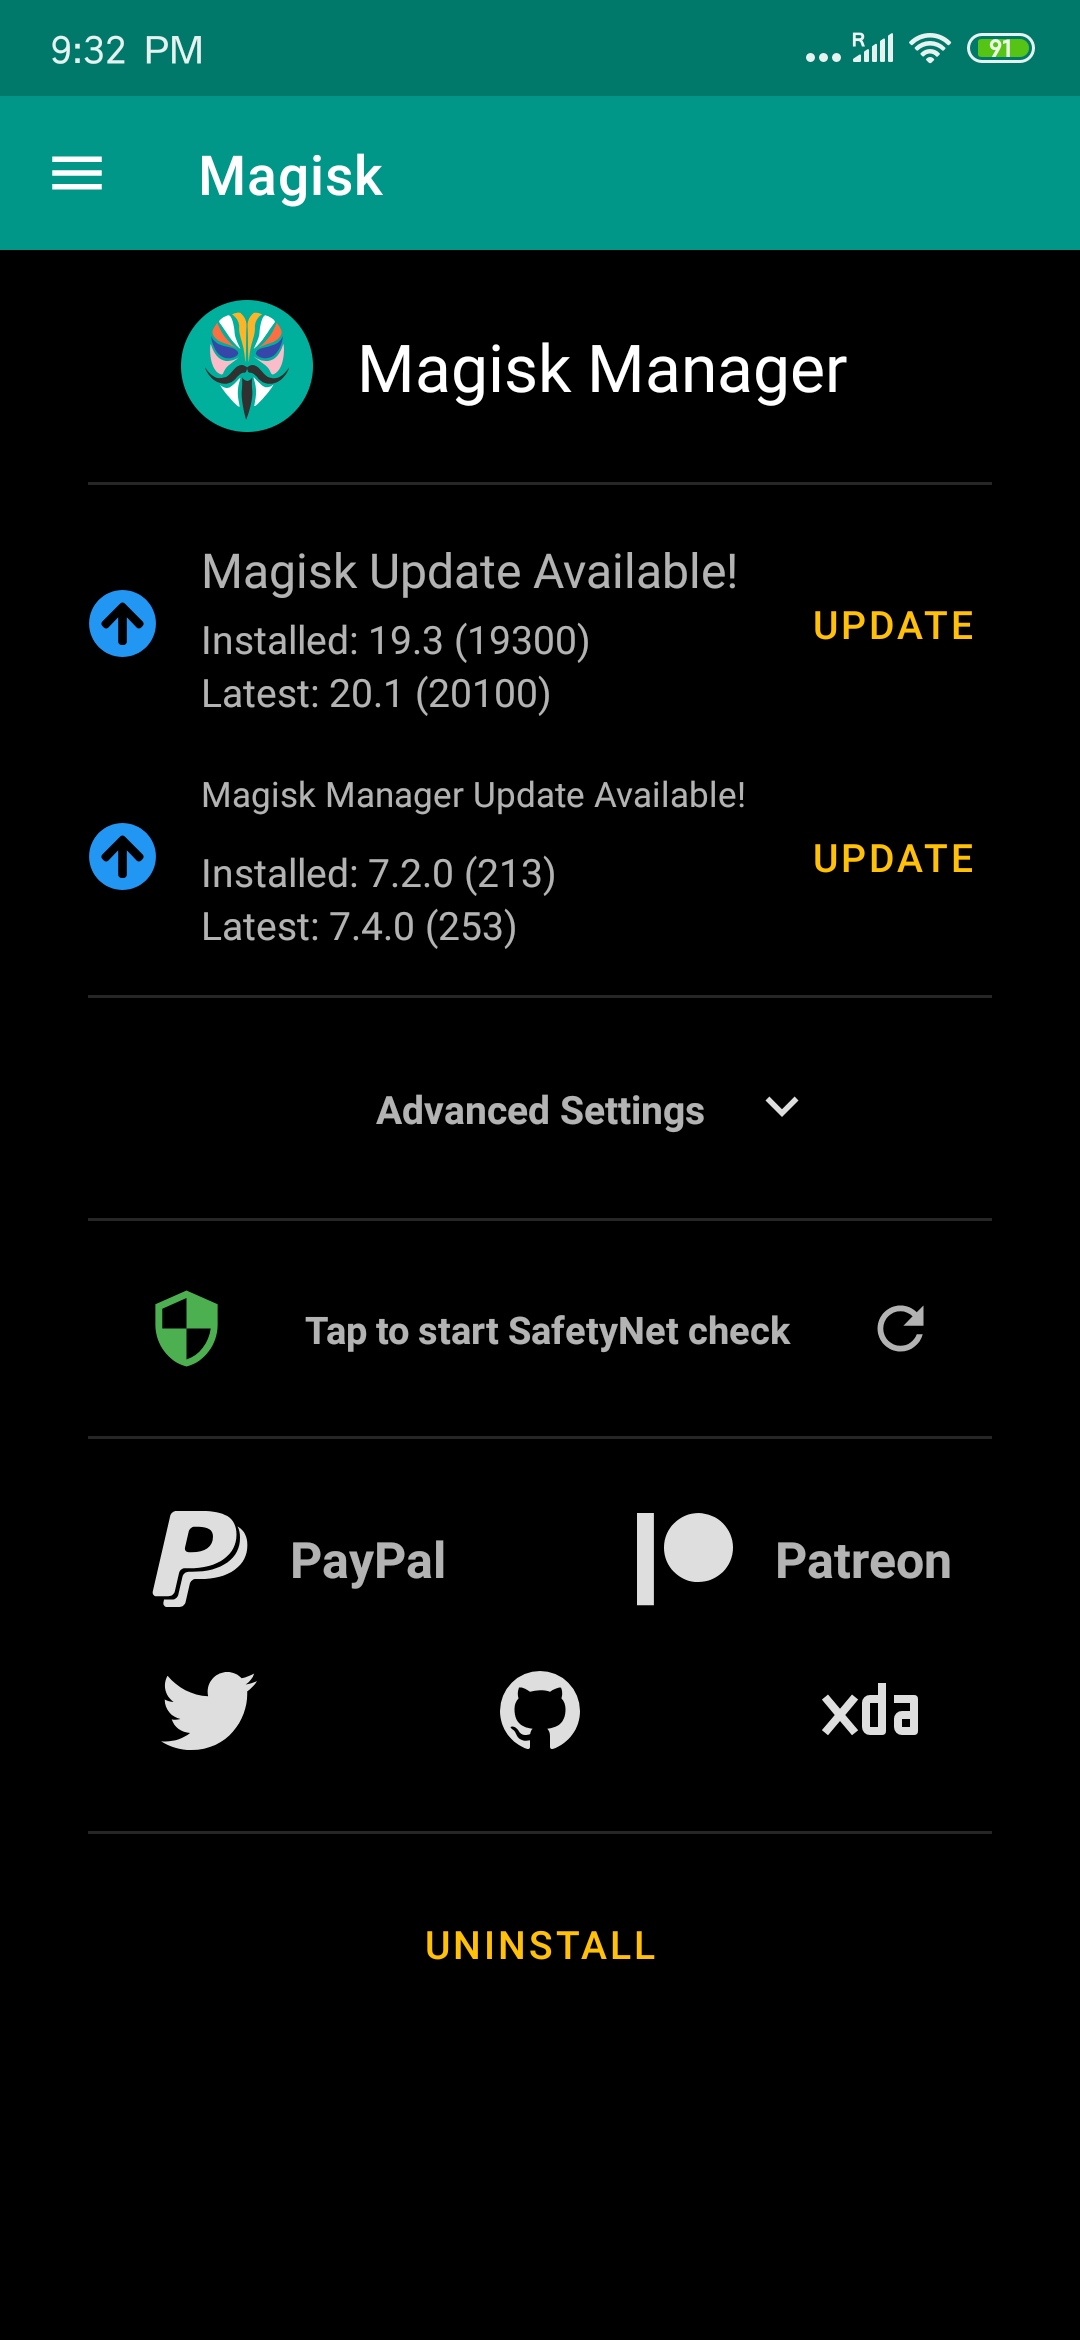 9:32 PM
R
91
Magisk
Magisk Manager
Magisk Update Available!
Installed: 19.3 (19300)
Latest: 20.1 (20100)
UPDATE
Magisk Manager Update Available!
Installed: 7.2.0 (213)
Latest: 7.4.0 (253)
UPDATE
Advanced Settings
Tap to start SafetyNet check
PayPal
Patreon
xda
UNINSTALL